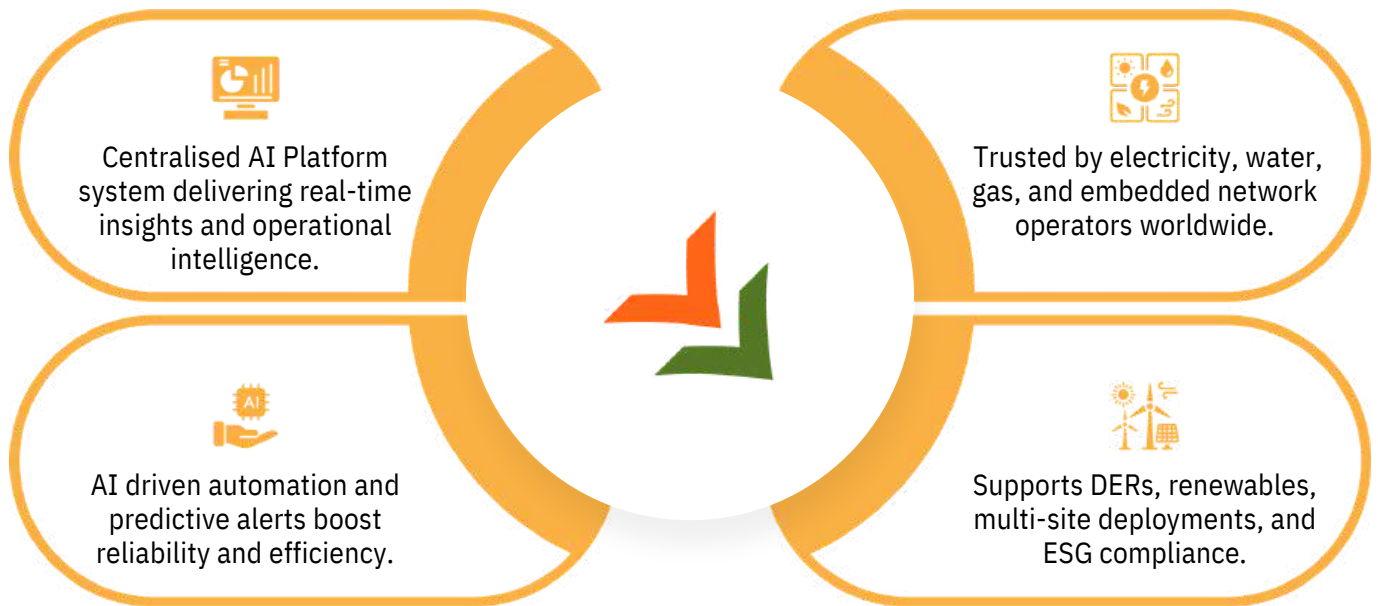 Centralised AI Platform
system delivering real-time
insights and operational
intelligence.
Trusted by electricity, water,
gas, and embedded network
operators worldwide.
AI
AI driven automation and
predictive alerts boost
reliability and efficiency.
Supports DERs, renewables,
multi-site deployments, and
ESG compliance.